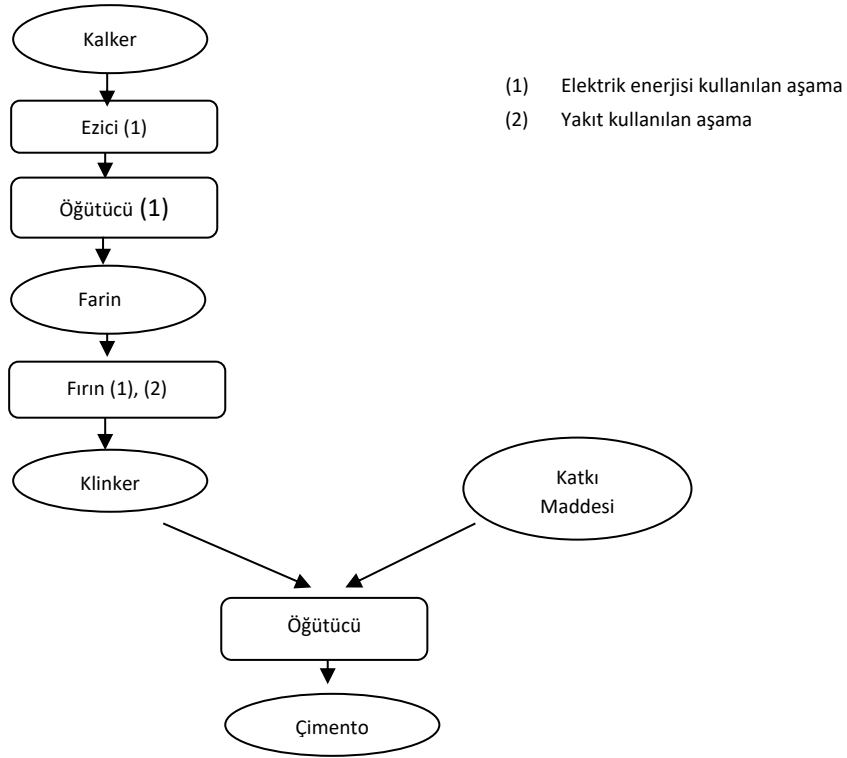 Kalker
(1) Elektrik enerjisi kullanılan aşama
(2) Yakıt kullanılan aşama
Ezici (1)
Öğütücü (1)
Farin
Fırın (1), (2)
Klinker
Katkı
Maddesi
Öğütücü
Çimento